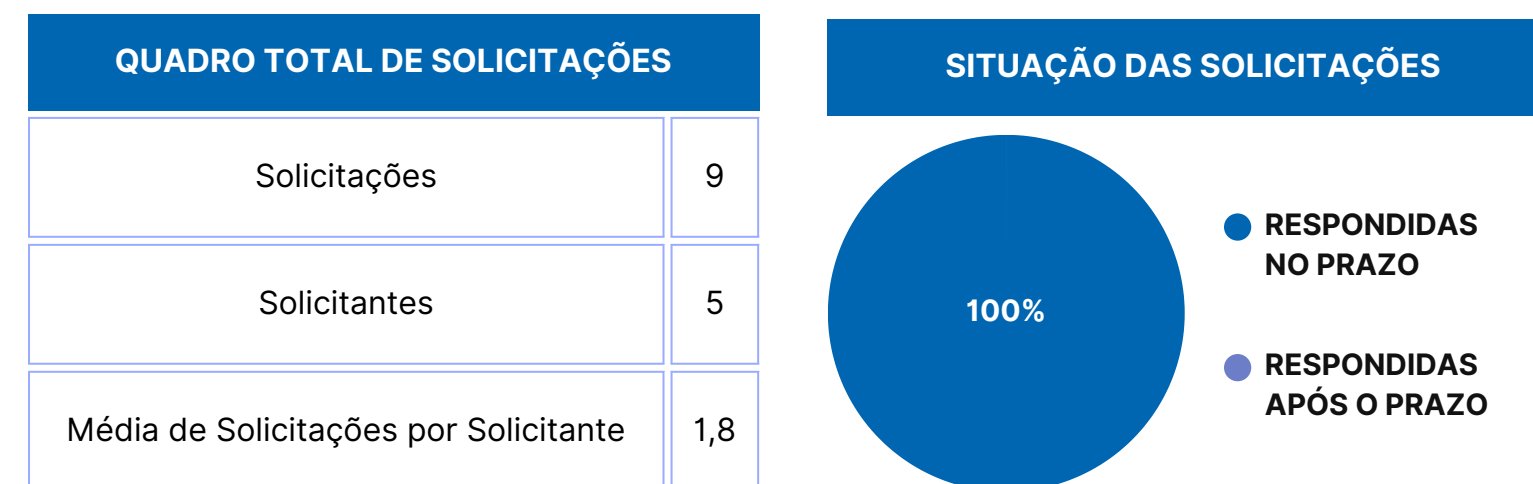 QUADRO TOTAL DE SOLICITAÇÕES
Solicitações 9
Solicitantes 5
Média de Solicitações por Solicitante 1,8
SITUAÇÃO DAS SOLICITAÇÕES
100%
RESPONDIDAS
NO PRAZO
RESPONDIDAS
APÓS O PRAZO